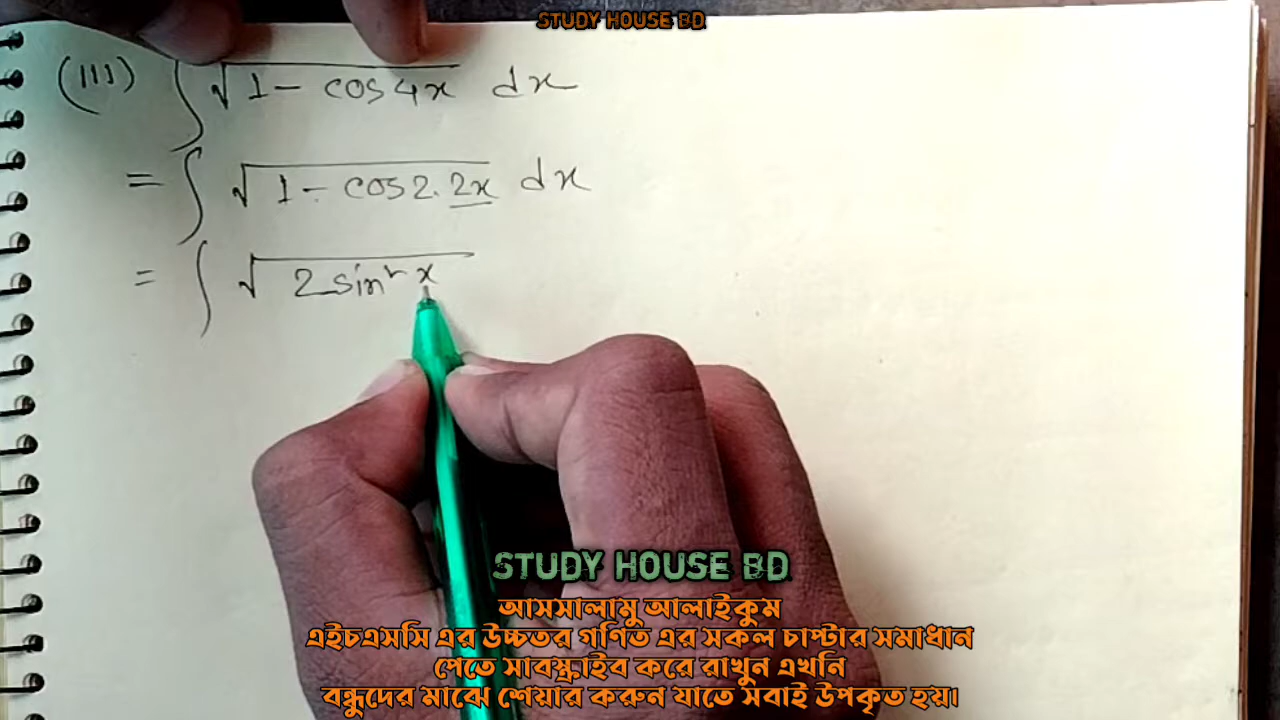 STUDY HOUSE BD
(III) ∫ √1 - cos4x dx
= ∫ √1 - cos2.2x dx
= ∫ √2sin²x
STUDY HOUSE BD
আসসালামু আলাইকুম
এইচএসসি এর উচ্চতর গণিত এর সকল চাপ্টার সমাধান
পেতে সাবস্ক্রাইব করে রাখুন এখনি
বন্ধুদের মাঝে শেয়ার করুন যাতে সবাই উপকৃত হয়।